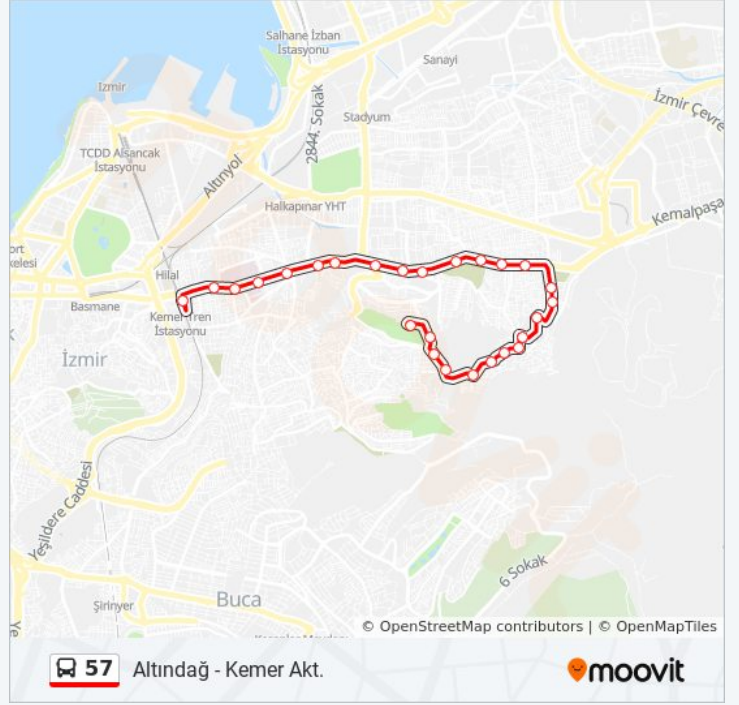 Salhane İzban
İstasyonu
Sanayi
İzmir
2844. Sokak
Stadyum
İzmir Çevre
TCDD Alsancak
İstasyonu
Altınyol
Halkapınar YHT
Kemalpaşa
ort
kelesi
Hilal
Basmane
Kemer Tren
İstasyonu
K
İzmir
Yeşildere Caddesi
6 Sokak
Şirinyer
Buca
Ye
© OpenStreetMap contributors | © OpenMapTiles
57 Altındağ - Kemer Akt.
moovit